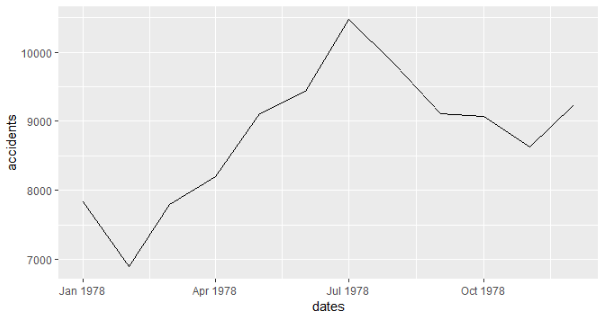 10000
9000
8000
7000
accidents
Jan 1978
Apr 1978
Jul 1978
Oct 1978
dates